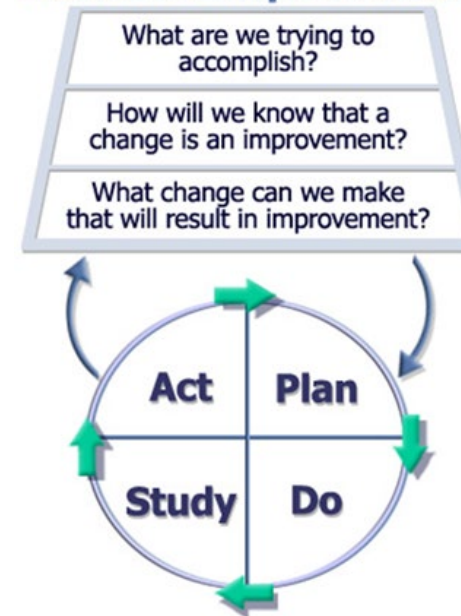 What are we trying to
accomplish?
How will we know that a
change is an improvement?
What change can we make
that will result in improvement?
Act
Plan
Study
Do